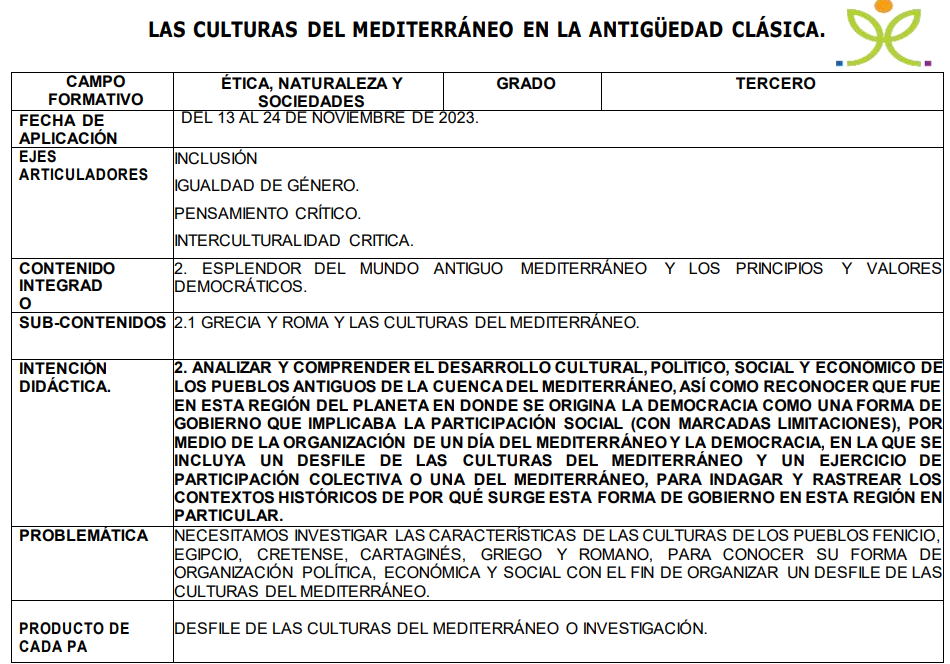 LAS CULTURAS DEL MEDITERRÁNEO EN LA ANTIGÜEDAD CLÁSICA.
CAMPO
FORMATIVO
ÉTICA, NATURALEZA Y
SOCIEDADES
GRADO
TERCERO
FECHA DE
APLICACIÓN
DEL 13 AL 24 DE NOVIEMBRE DE 2023.
EJES
ARTICULADORES
INCLUSIÓN
IGUALDAD DE GÉNERO.
PENSAMIENTO CRÍTICO.
INTERCULTURALIDAD CRITICA.
CONTENIDO
INTEGRAD
O
2. ESPLENDOR DEL MUNDO ANTIGUO MEDITERRÁNEO Y LOS PRINCIPIOS Y VALORES
DEMOCRÁTICOS.
SUB-CONTENIDOS
2.1 GRECIA Y ROMA Y LAS CULTURAS DEL MEDITERRÁNEO.
INTENCIÓN
DIDÁCTICA.
2. ANALIZAR Y COMPRENDER EL DESARROLLO CULTURAL, POLÍTICO, SOCIAL Y ECONÓMICO DE
LOS PUEBLOS ANTIGUOS DE LA CUENCA DEL MEDITERRÁNEO, ASÍ COMO RECONOCER QUE FUE
EN ESTA REGIÓN DEL PLANETA EN DONDE SE ORIGINA LA DEMOCRACIA COMO UNA FORMA DE
GOBIERNO QUE IMPLICABA LA PARTICIPACIÓN SOCIAL (CON MARCADAS LIMITACIONES), POR
MEDIO DE LA ORGANIZACIÓN DE UN DÍA DEL MEDITERRÁNEO Y LA DEMOCRACIA, EN LA QUE SE
INCLUYA UN DESFILE DE LAS CULTURAS DEL MEDITERRÁNEO Y UN EJERCICIO DE
PARTICIPACIÓN COLECTIVA O UNA DEL MEDITERRÁNEO, PARA INDAGAR Y RASTREAR LOS
CONTEXTOS HISTÓRICOS DE POR QUÉ SURGE ESTA FORMA DE GOBIERNO EN ESTA REGIÓN EN
PARTICULAR.
PROBLEMÁTICA
NECESITAMOS INVESTIGAR LAS CARACTERÍSTICAS DE LAS CULTURAS DE LOS PUEBLOS FENICIO,
EGIPCIO, CRETENSE, CARTAGINÉS, GRIEGO Y ROMANO, PARA CONOCER SU FORMA DE
ORGANIZACIÓN POLÍTICA, ECONÓMICA Y SOCIAL CON EL FIN DE ORGANIZAR UN DESFILE DE LAS
CULTURAS DEL MEDITERRÁNEO.
PRODUCTO DE
CADA PA
DESFILE DE LAS CULTURAS DEL MEDITERRÁNEO O INVESTIGACIÓN.